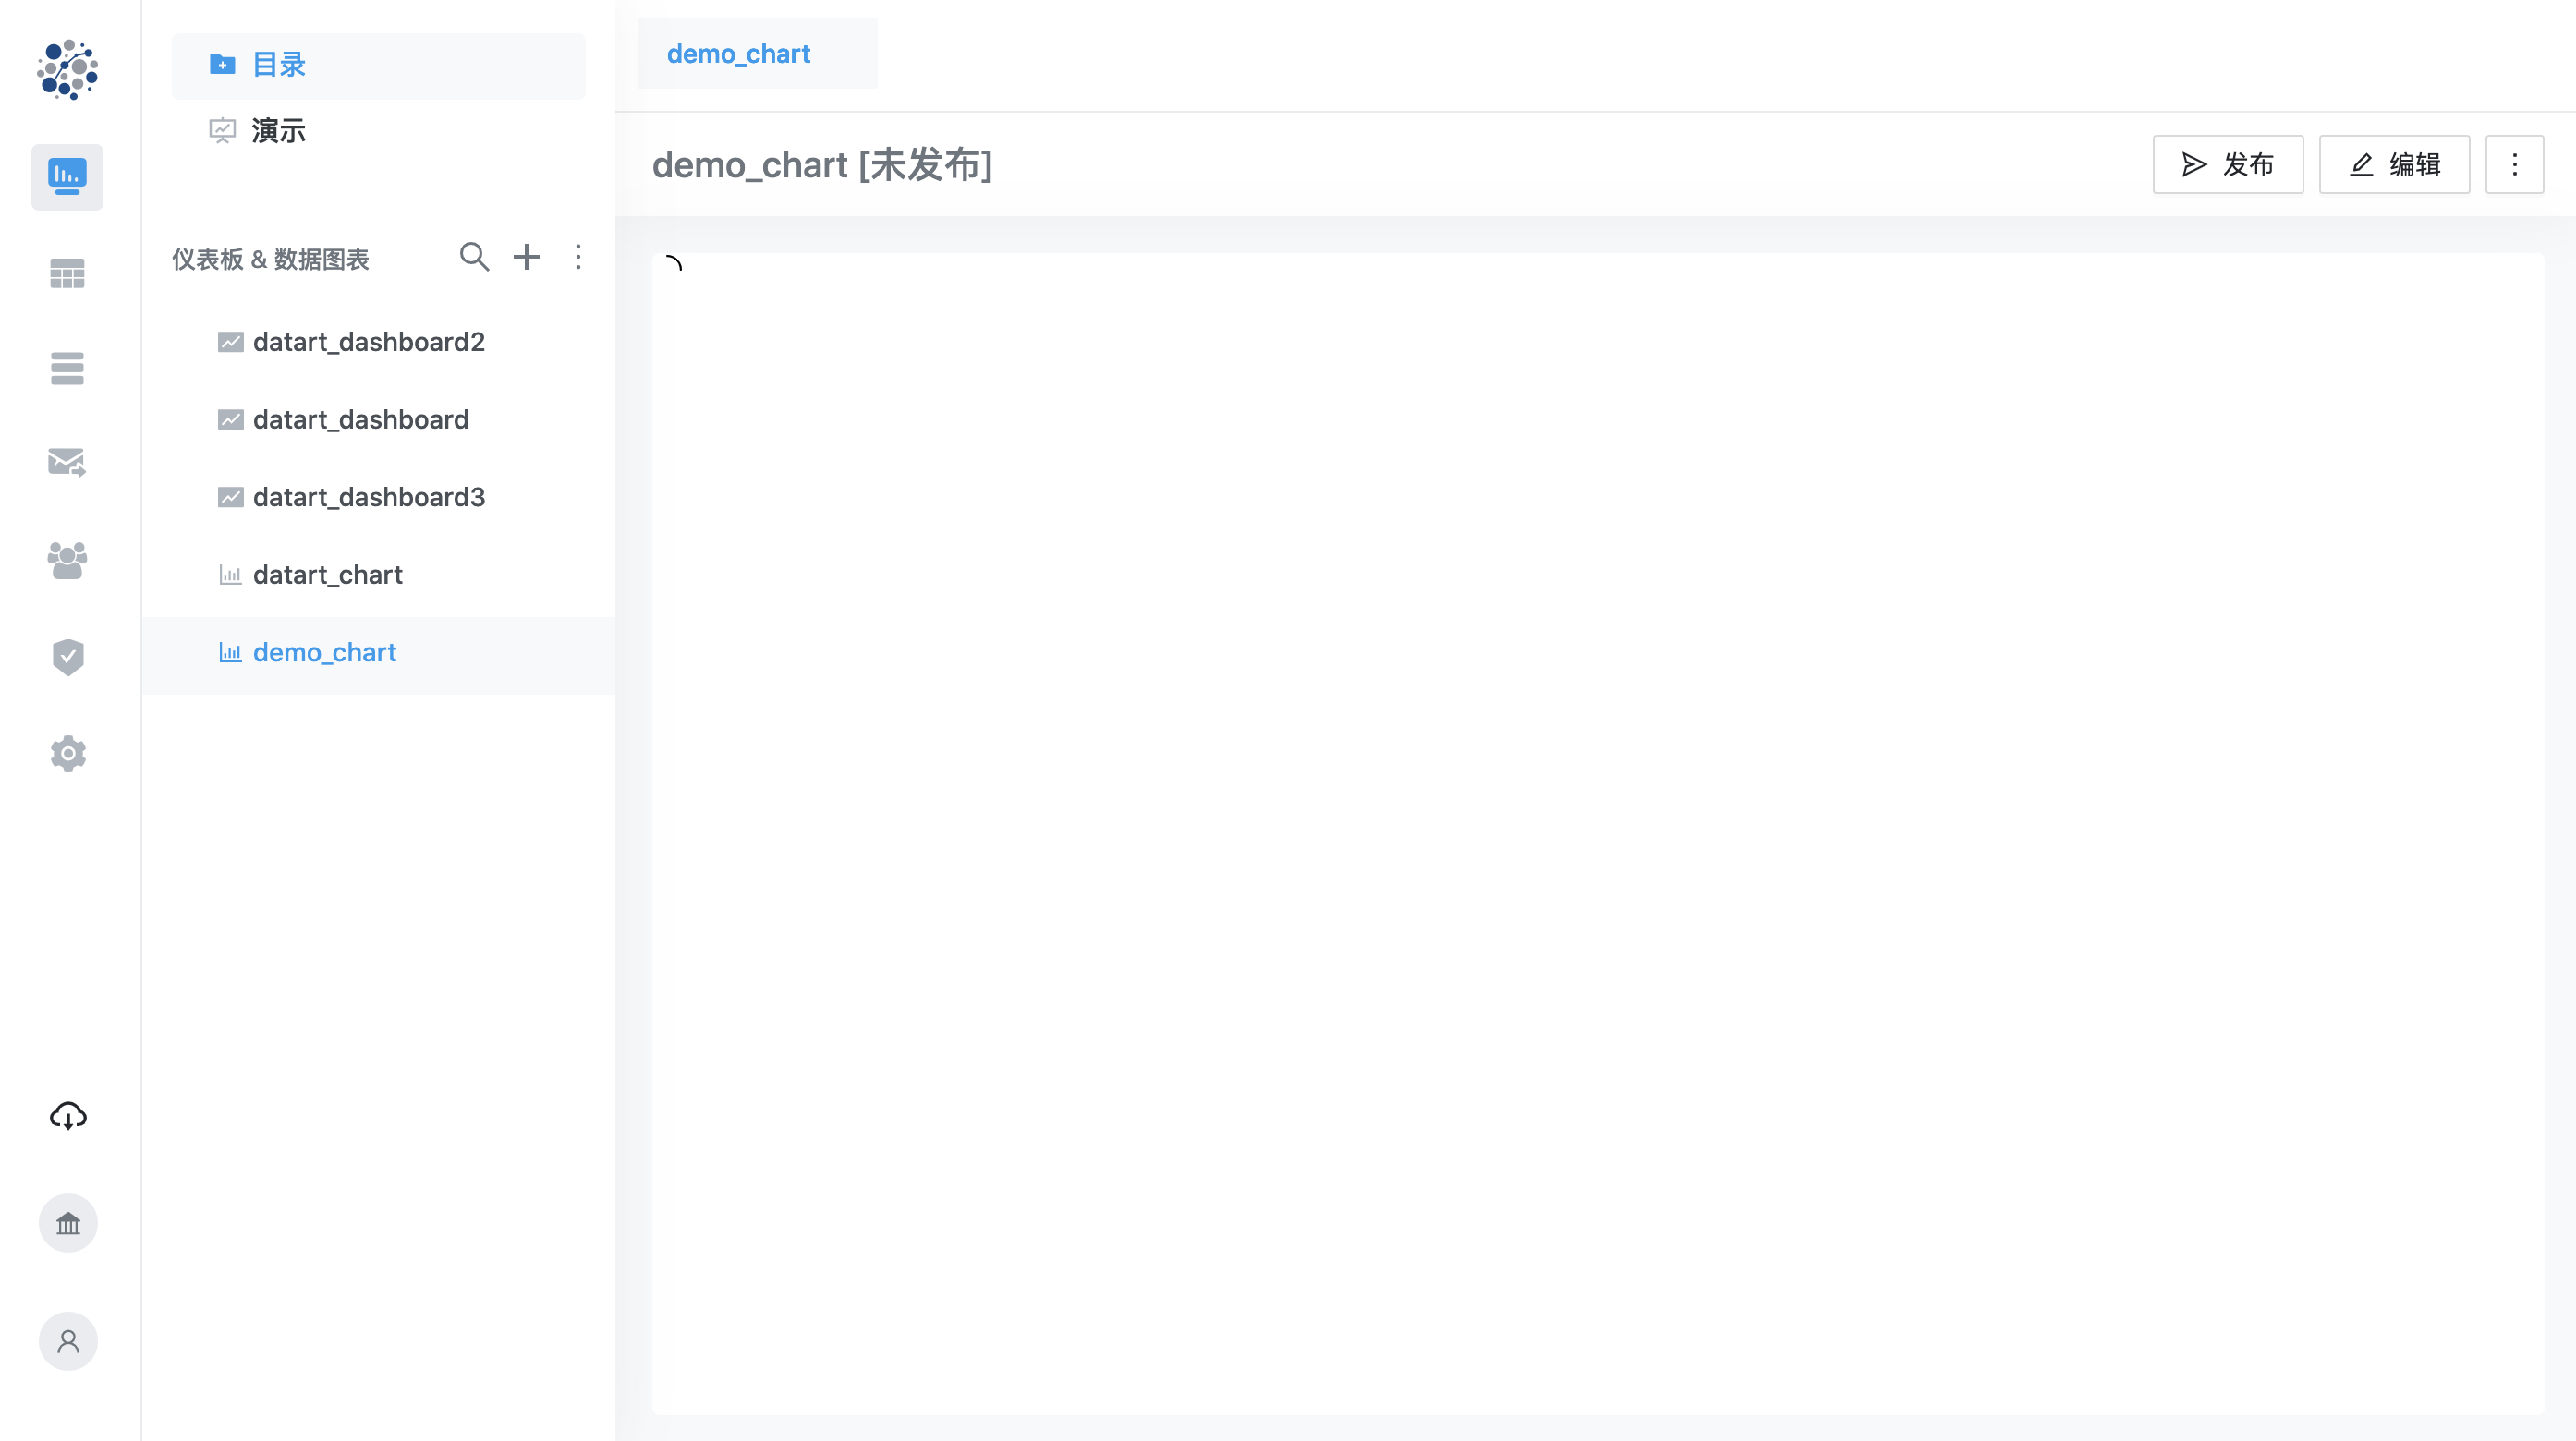 目录
演示
仪表板 & 数据图表
datart_dashboard2
datart_dashboard
datart_dashboard3
datart_chart
demo_chart
demo_chart
demo_chart [未发布]
发布
编辑